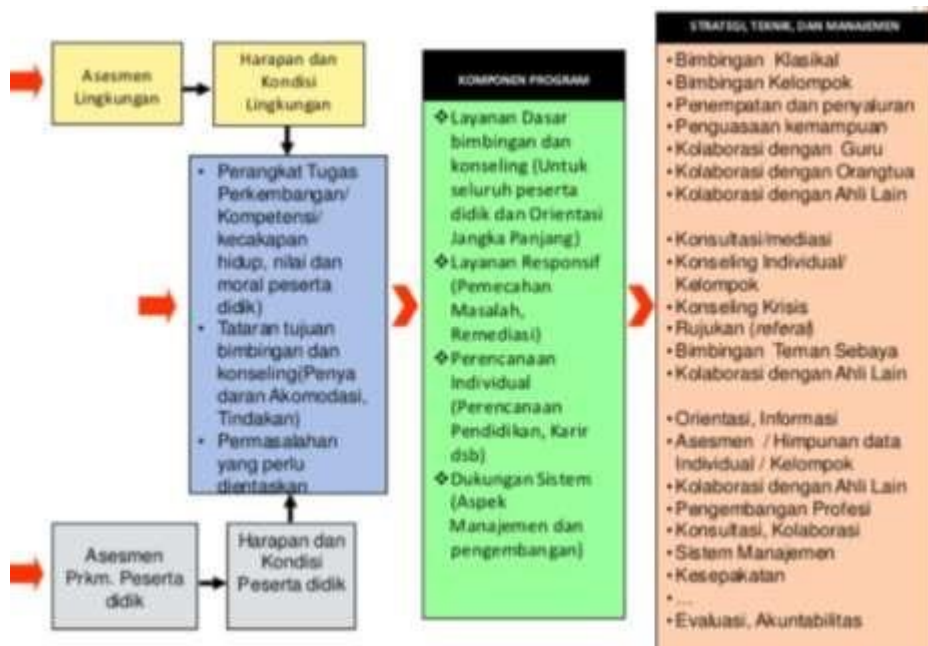 Asesmen
Lingkungan
Harapan dan
Kondisi
Lingkungan
• Perangkat Tugas
Perkembangan/
Kompetensi/
kecakapan
hidup, nilai dan
moral peserta
didik)
• Tataran tujuan
bimbingan dan
konseling(Penya
daran Akomodasi,
Tindakan)
• Permasalahan
yang perlu
dientaskan
Asesmen
Prkm. Peserta
didik
Harapan dan
Kondisi
Peserta didik
KOMPONEN PROGRAM
❖Layanan Dasar
bimbingan dan
konseling (Untuk
seluruh peserta
didik dan Orientasi
Jangka Panjang)
❖Layanan Responsif
(Pemecahan
Masalah,
Remediasi)
❖Perencanaan
Individual
(Perencanaan
Pendidikan, Karir
dsb)
❖Dukungan Sistem
(Aspek
Manajemen dan
pengembangan)
STRATEGI, TEKNIK, DAN MANAJEMEN
• Bimbingan Klasikal
• Bimbingan Kelompok
• Penempatan dan penyaluran
• Penguasaan kemampuan
• Kolaborasi dengan Guru
• Kolaborasi dengan Orangtua
• Kolaborasi dengan Ahli Lain
• Konsultasi/mediasi
• Konseling Individual/
Kelompok
• Konseling Krisis
• Rujukan (referal)
• Bimbingan Teman Sebaya
• Kolaborasi dengan Ahli Lain
• Orientasi, Informasi
• Asesmen / Himpunan data
Individual / Kelompok
• Kolaborasi dengan Ahli Lain
• Pengembangan Profesi
• Konsultasi, Kolaborasi
• Sistem Manajemen
• Kesepakatan
• ...
• Evaluasi, Akuntabilitas